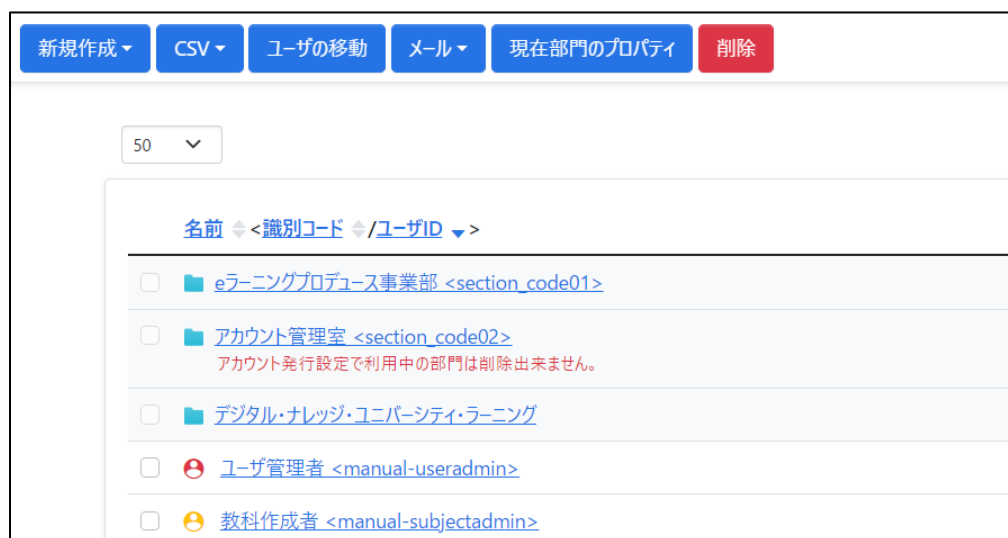 新規作成 CSV ユーザの移動 メール 現在部門のプロパティ 削除
50
名前 <識別コード /ユーザID >
eラーニングプロデュース事業部 <section_code01>
アカウント管理室 <section_code02>
アカウント発行設定で利用中の部門は削除出来ません。
デジタル・ナレッジ・ユニバーシティ・ラーニング
ユーザ管理者 <manual-useradmin>
教科作成者 <manual-subjectadmin>